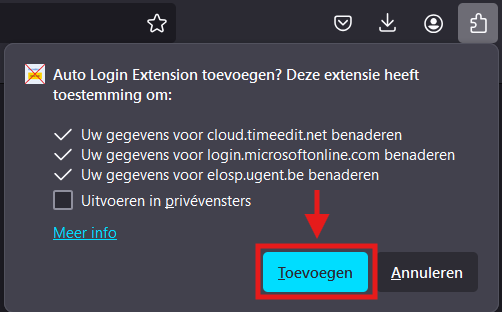 Auto Login Extension toevoegen? Deze extensie heeft
toestemming om:
Uw gegevens voor cloud.timeedit.net benaderen
Uw gegevens voor login.microsoftonline.com benaderen
Uw gegevens voor elosp.ugent.be benaderen
Uitvoeren in privévensters
Meer info
Toevoegen
Annuleren